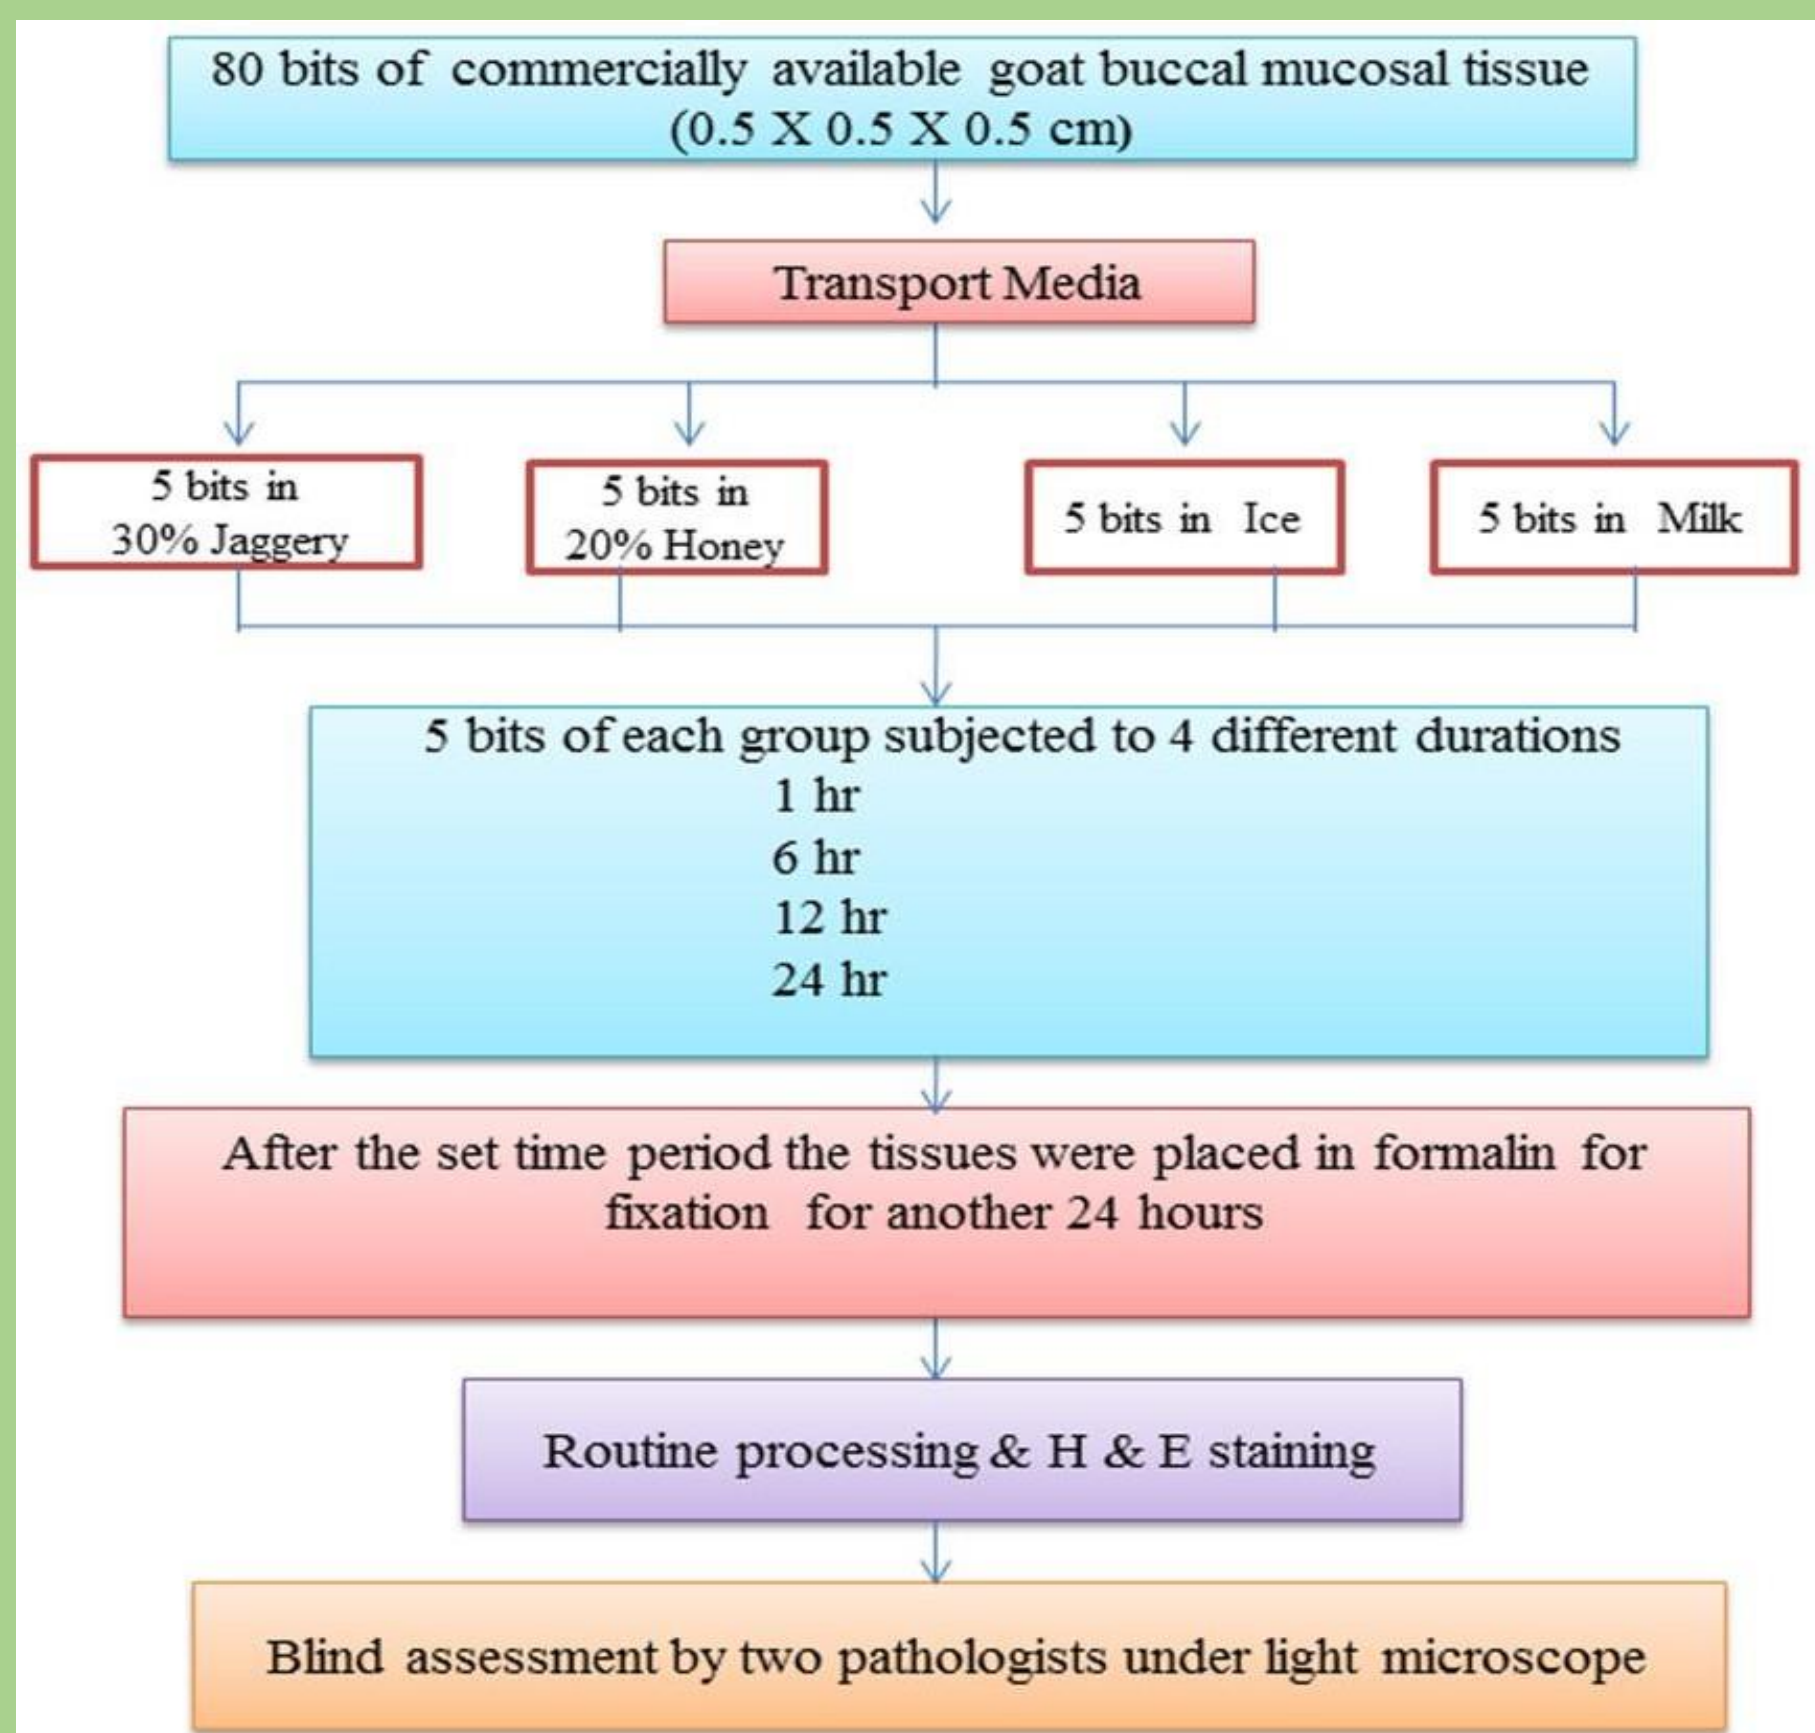 80 bits of commercially available goat buccal mucosal tissue
(0.5 X 0.5 X 0.5 cm)
Transport Media
5 bits in
30% Jaggery
5 bits in
20% Honey
5 bits in Ice
5 bits in Milk
5 bits of each group subjected to 4 different durations
1 hr
6 hr
12 hr
24 hr
After the set time period the tissues were placed in formalin for
fixation for another 24 hours
Routine processing & H & E staining
Blind assessment by two pathologists under light microscope